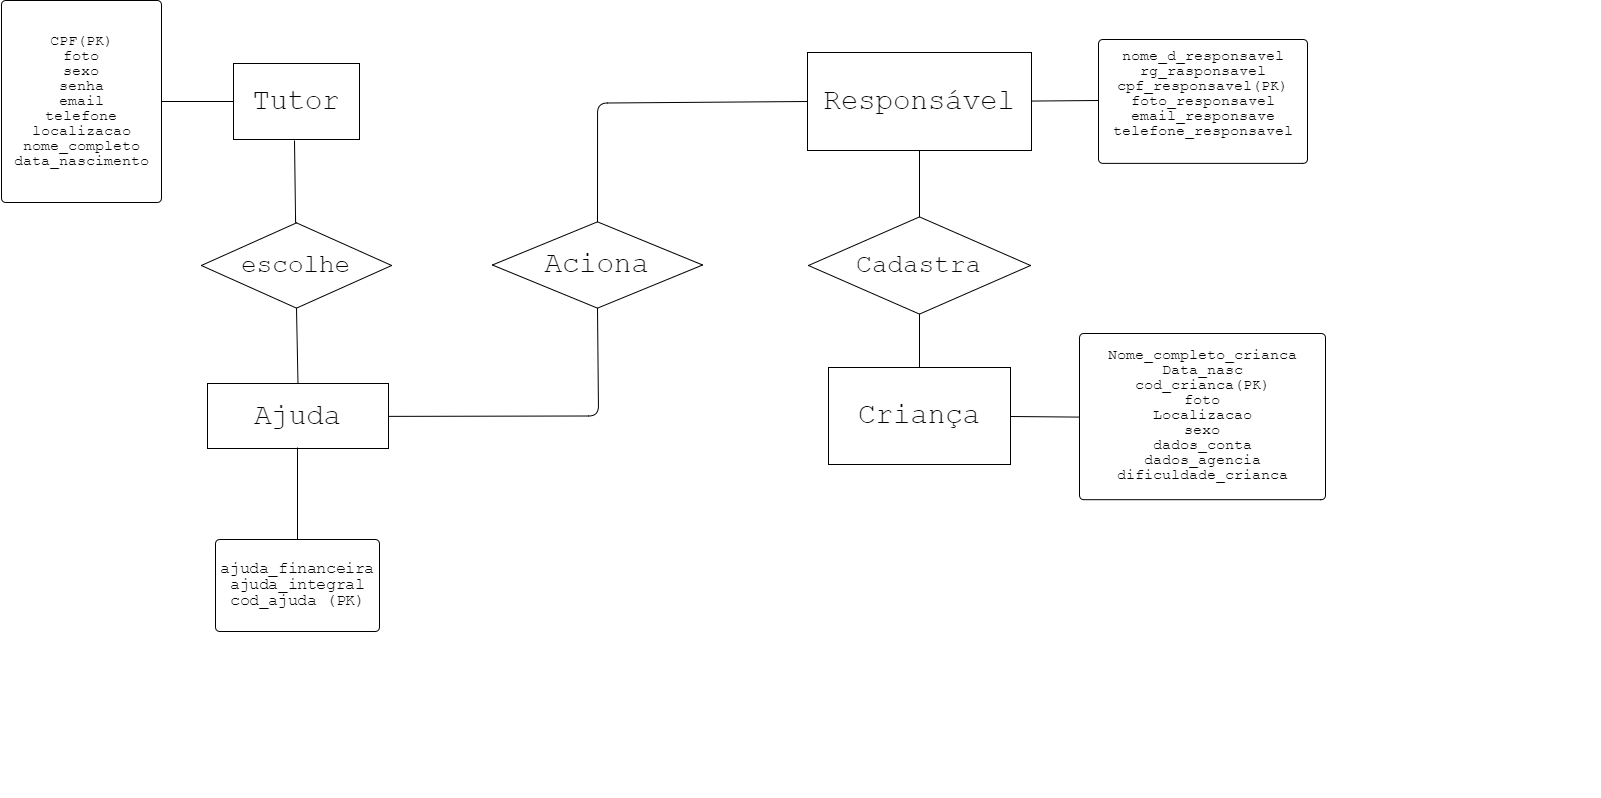 CPF(PK)
foto
sexo
senha
email
telefone
localizacao
nome_completo
data_nascimento
Tutor
Responsável
nome_d_responsavel
rg_rasponsavel
cpf_responsavel(PK)
foto_responsavel
email_responsave
telefone_responsavel
escolhe
Aciona
Cadastra
Ajuda
Criança
Nome_completo_crianca
Data_nasc
cod_crianca(PK)
foto
Localizacao
sexo
dados_conta
dados_agencia
dificuldade_crianca
ajuda_financeira
ajuda_integral
cod_ajuda (PK)